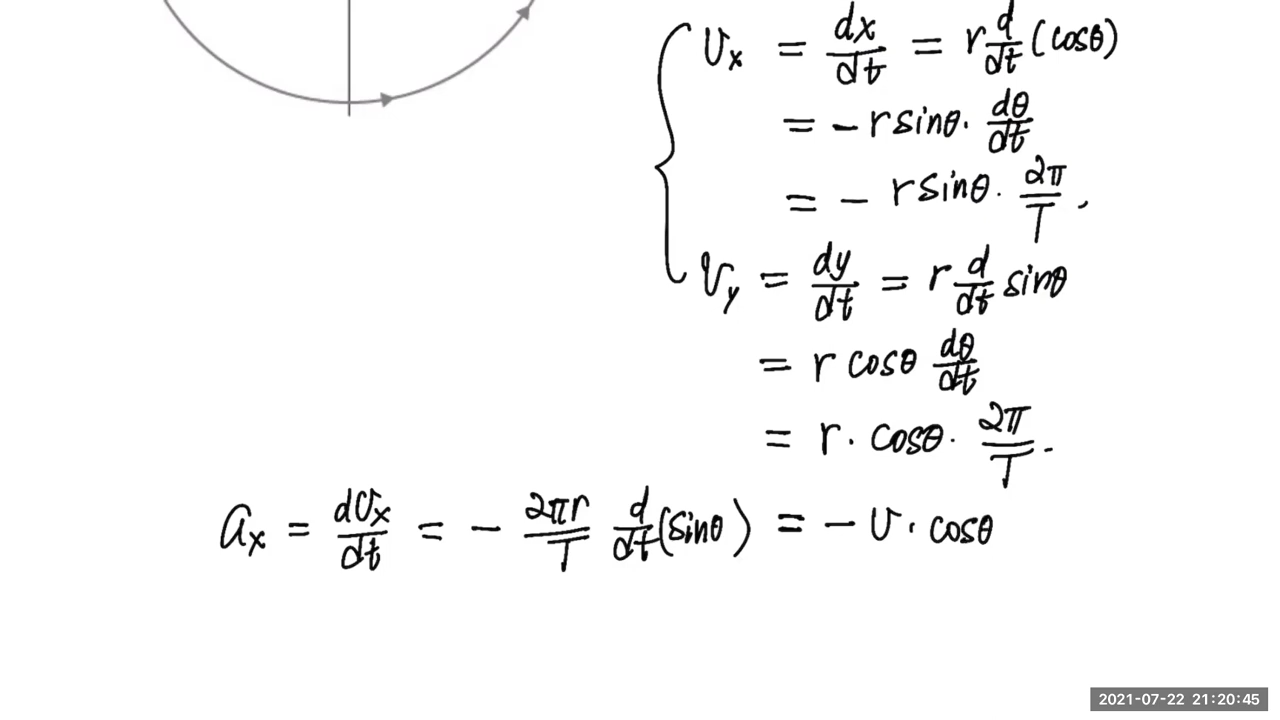 Vx = dx/dt = r d/dt (cosθ)
= - r sinθ · dθ/dt
= - r sinθ · 2π/T ,
Vy = dy/dt = r d/dt sinθ
= r cosθ dθ/dt
= r · cosθ · 2π/T .
ax = dVx/dt = - 2πr/T d/dt (sinθ) = - v · cosθ
2021-07-22 21:20:45